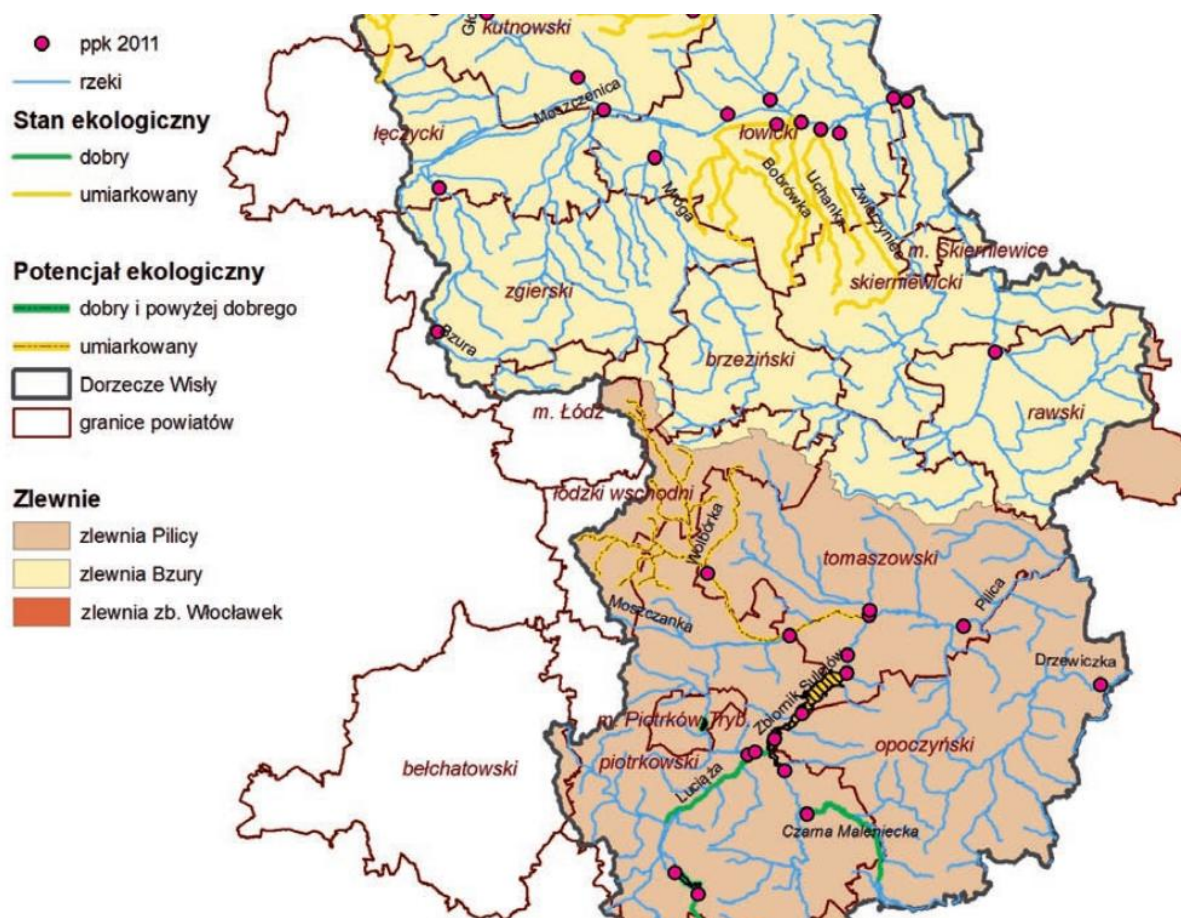 ppk 2011
rzeki
Stan ekologiczny
dobry
umiarkowany
Potencjał ekologiczny
dobry i powyżej dobrego
umiarkowany
Dorzecze Wisły
granice powiatów
Zlewnie
zlewnia Pilicy
zlewnia Bzury
zlewnia zb. Włocławek
kutnowski
Moszczenica
łęczycki
łowicki
Bobrówka
Uchanka
Zwierzyniec
Mroga
m. Skierniewice
skierniewicki
zgierski
Bzura
brzeziński
rawski
m. Łódź
łódzki wschodni
Wolbórka
tomaszowski
Pilica
Moszczanka
Drzewiczka
Zbiornik Sulejów
m. Piotrków Tryb.
opoczyński
piotrkowski
bełchatowski
Luciąża
Czarna Maleniecka